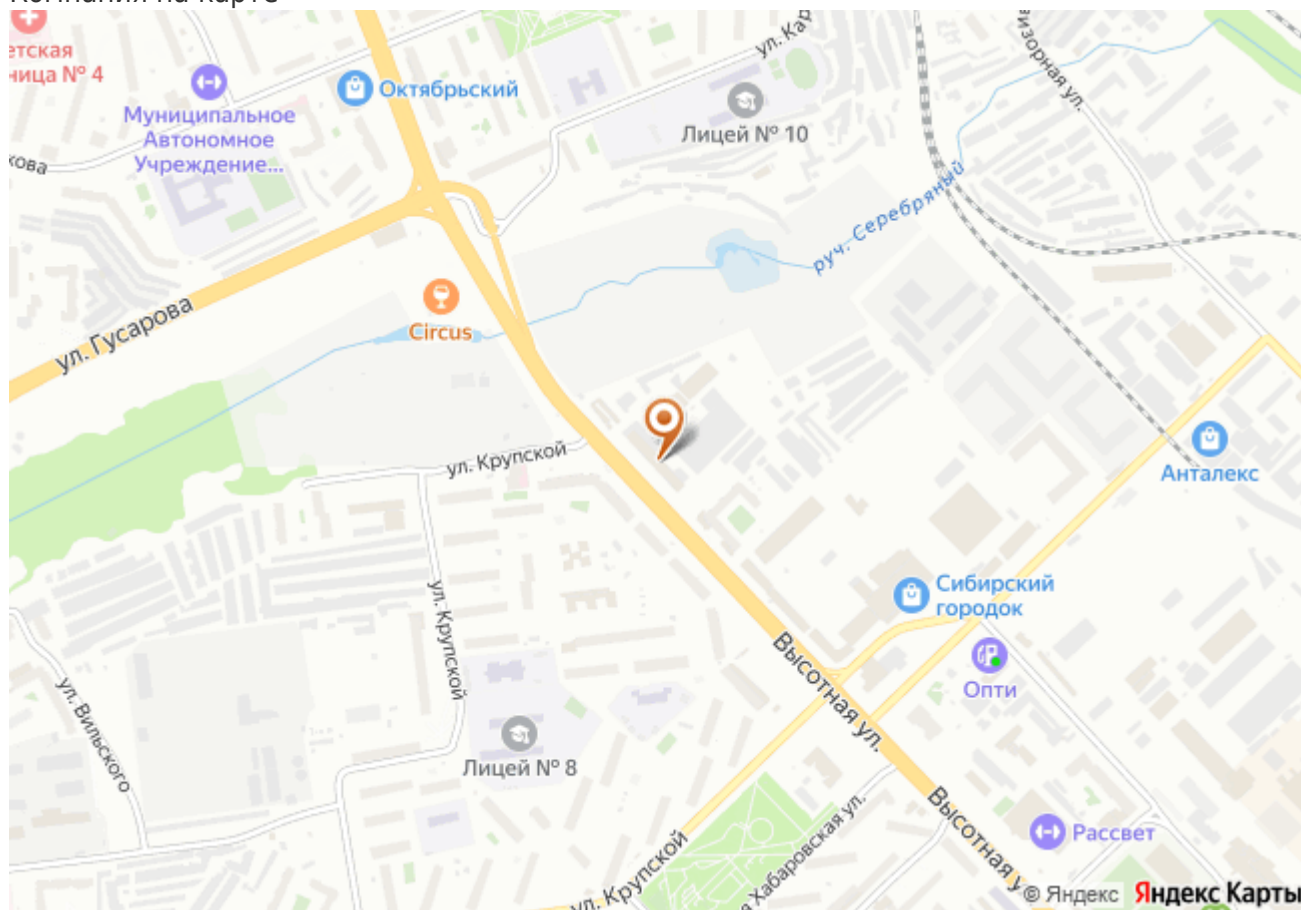 Компания на карте
етская
ница № 4
Муниципальное
Автономное
Учреждение...
Октябрьский
ул. Кар
Лицей № 10
изорная ул.
кова
руч. Серебряный
ул. Гусарова
Circus
ул. Крупской
Анталекс
ул. Крупской
Сибирский
городок
Опти
Высотная ул.
ул. Вильского
Лицей № 8
Высотная у
Рассвет
ул. Крупской
я Хабаровская ул.
© Яндекс Яндекс Карты